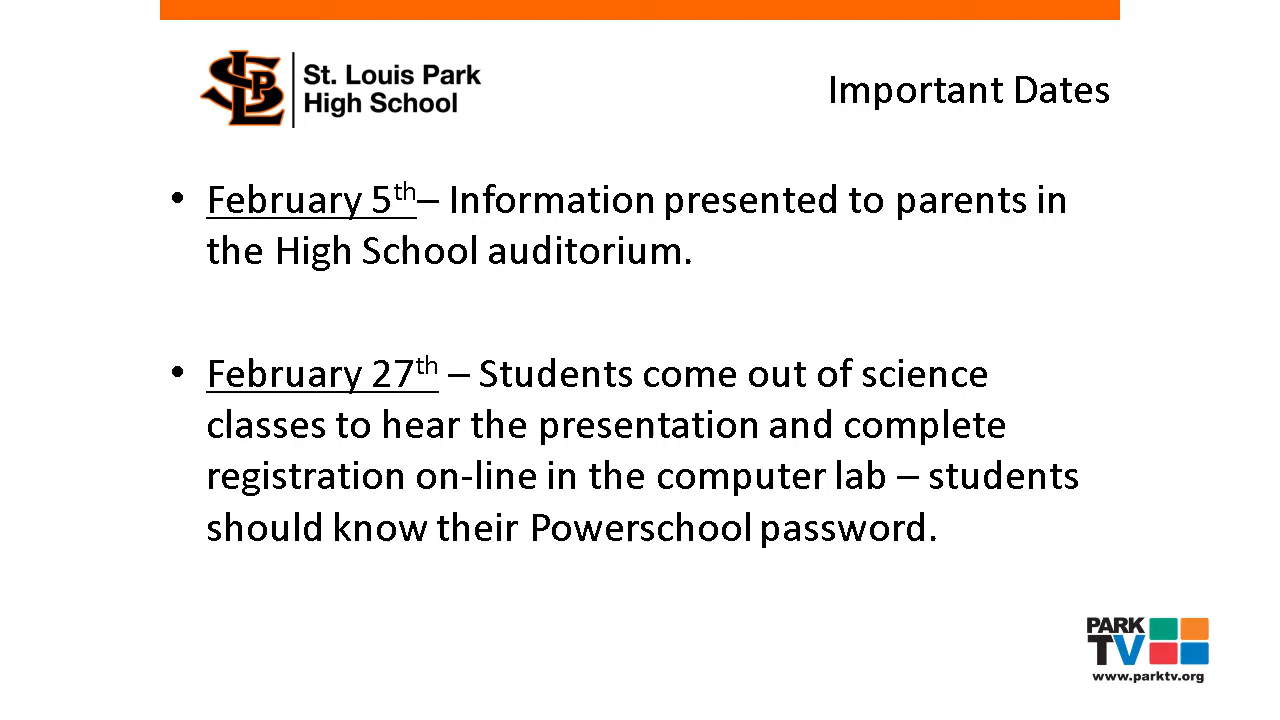 SLP
St. Louis Park
High School
Important Dates
• February 5th– Information presented to parents in
the High School auditorium.
• February 27th – Students come out of science
classes to hear the presentation and complete
registration on-line in the computer lab – students
should know their Powerschool password.
PARK
TV
www.parktv.org